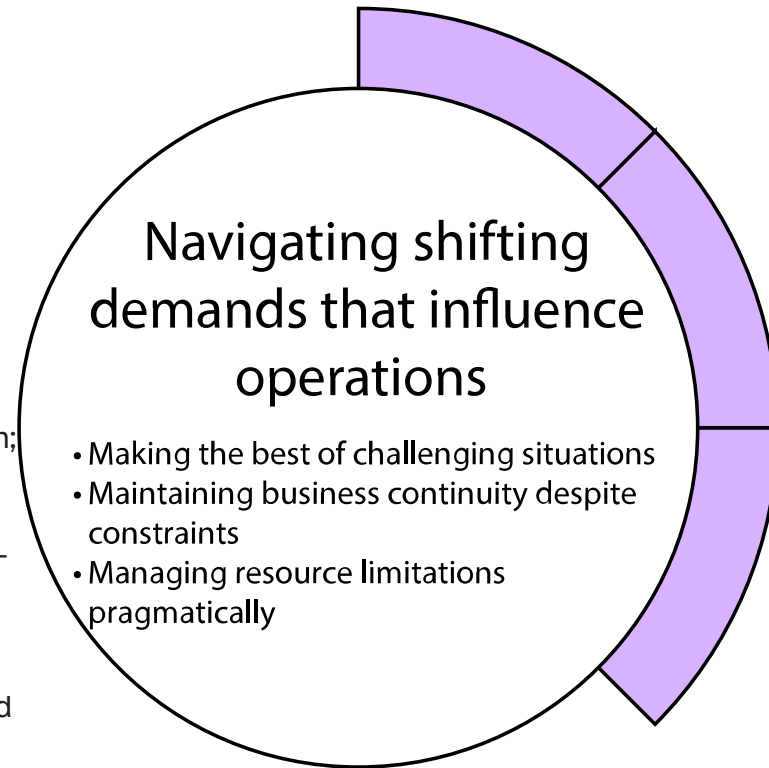 Navigating shifting
demands that influence
operations
• Making the best of challenging situations
• Maintaining business continuity despite
constraints
• Managing resource limitations
pragmatically